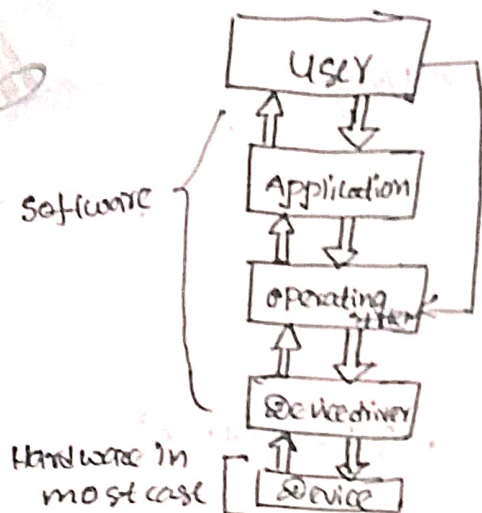 User
Application
Software
Operating
System
Device driver
Hardware in
most case
Device